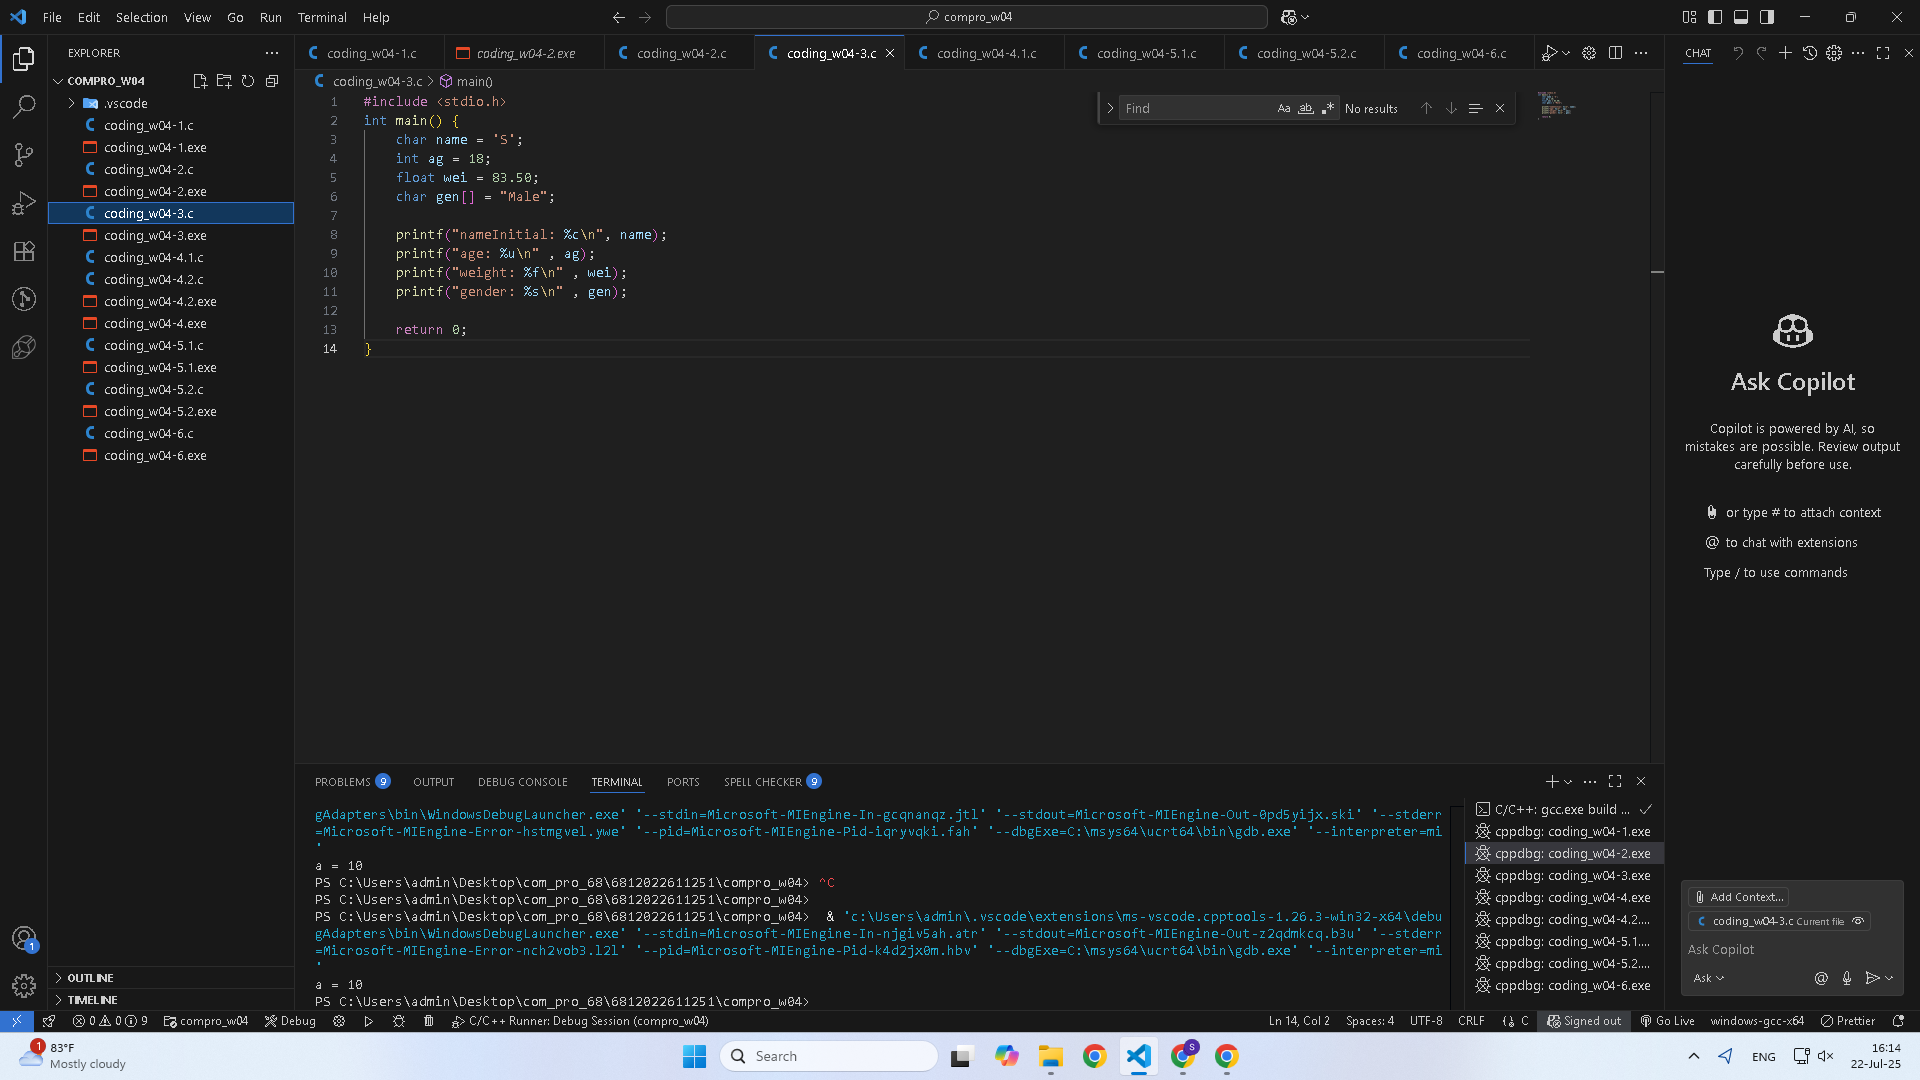 File Edit Selection View Go Run Terminal Help
compro_w04
EXPLORER
COMPRO_W04
.vscode
coding_w04-1.c
coding_w04-1.exe
coding_w04-2.c
coding_w04-2.exe
coding_w04-3.c
coding_w04-3.exe
coding_w04-4.1.c
coding_w04-4.2.c
coding_w04-4.2.exe
coding_w04-4.exe
coding_w04-5.1.c
coding_w04-5.1.exe
coding_w04-5.2.c
coding_w04-5.2.exe
coding_w04-6.c
coding_w04-6.exe
OUTLINE
TIMELINE
coding_w04-1.c coding_w04-2.exe coding_w04-2.c coding_w04-3.c coding_w04-4.1.c coding_w04-5.1.c coding_w04-5.2.c coding_w04-6.c
coding_w04-3.c > main()
Find Aa ab No results
1 #include <stdio.h>
2 int main() {
3 char name = 'S';
4 int ag = 18;
5 float wei = 83.50;
6 char gen[] = "Male";
7
8 printf("nameInitial: %c\n", name);
9 printf("age: %u\n" , ag);
10 printf("weight: %f\n" , wei);
11 printf("gender: %s\n" , gen);
12
13 return 0;
14 }
PROBLEMS 9 OUTPUT DEBUG CONSOLE TERMINAL PORTS SPELL CHECKER 9
gAdapters\bin\WindowsDebugLauncher.exe' '--stdin=Microsoft-MIEngine-In-gcqnanqz.jtl' '--stdout=Microsoft-MIEngine-Out-0pd5yijx.ski' '--stderr
=Microsoft-MIEngine-Error-hstmgvel.ywe' '--pid=Microsoft-MIEngine-Pid-iqryvqki.fah' '--dbgExe=C:\msys64\ucrt64\bin\gdb.exe' '--interpreter=mi
'
a = 10
PS C:\Users\admin\Desktop\com_pro_68\6812022611251\compro_w04> ^C
PS C:\Users\admin\Desktop\com_pro_68\6812022611251\compro_w04>
PS C:\Users\admin\Desktop\com_pro_68\6812022611251\compro_w04> & 'c:\Users\admin\.vscode\extensions\ms-vscode.cpptools-1.26.3-win32-x64\debu
gAdapters\bin\WindowsDebugLauncher.exe' '--stdin=Microsoft-MIEngine-In-njgiv5ah.atr' '--stdout=Microsoft-MIEngine-Out-z2qdmkcq.b3u' '--stderr
=Microsoft-MIEngine-Error-nch2vob3.l2l' '--pid=Microsoft-MIEngine-Pid-k4d2jx0m.hbv' '--dbgExe=C:\msys64\ucrt64\bin\gdb.exe' '--interpreter=mi
'
a = 10
PS C:\Users\admin\Desktop\com_pro_68\6812022611251\compro_w04>
C/C++: gcc.exe build ...
cppdbg: coding_w04-1.exe
cppdbg: coding_w04-2.exe
cppdbg: coding_w04-3.exe
cppdbg: coding_w04-4.exe
cppdbg: coding_w04-4.2....
cppdbg: coding_w04-5.1....
cppdbg: coding_w04-5.2....
cppdbg: coding_w04-6.exe
CHAT
Ask Copilot
Copilot is powered by AI, so
mistakes are possible. Review output
carefully before use.
or type # to attach context
@ to chat with extensions
Type / to use commands
Add Context...
coding_w04-3.c Current file
Ask Copilot
Ask
1
0 0 9 compro_w04 Debug C/C++ Runner: Debug Session (compro_w04) Ln 14, Col 2 Spaces: 4 UTF-8 CRLF {} C Signed out Go Live windows-gcc-x64 Prettier
1
83°F
Mostly cloudy
Search
S
ENG
16:14
22-Jul-25